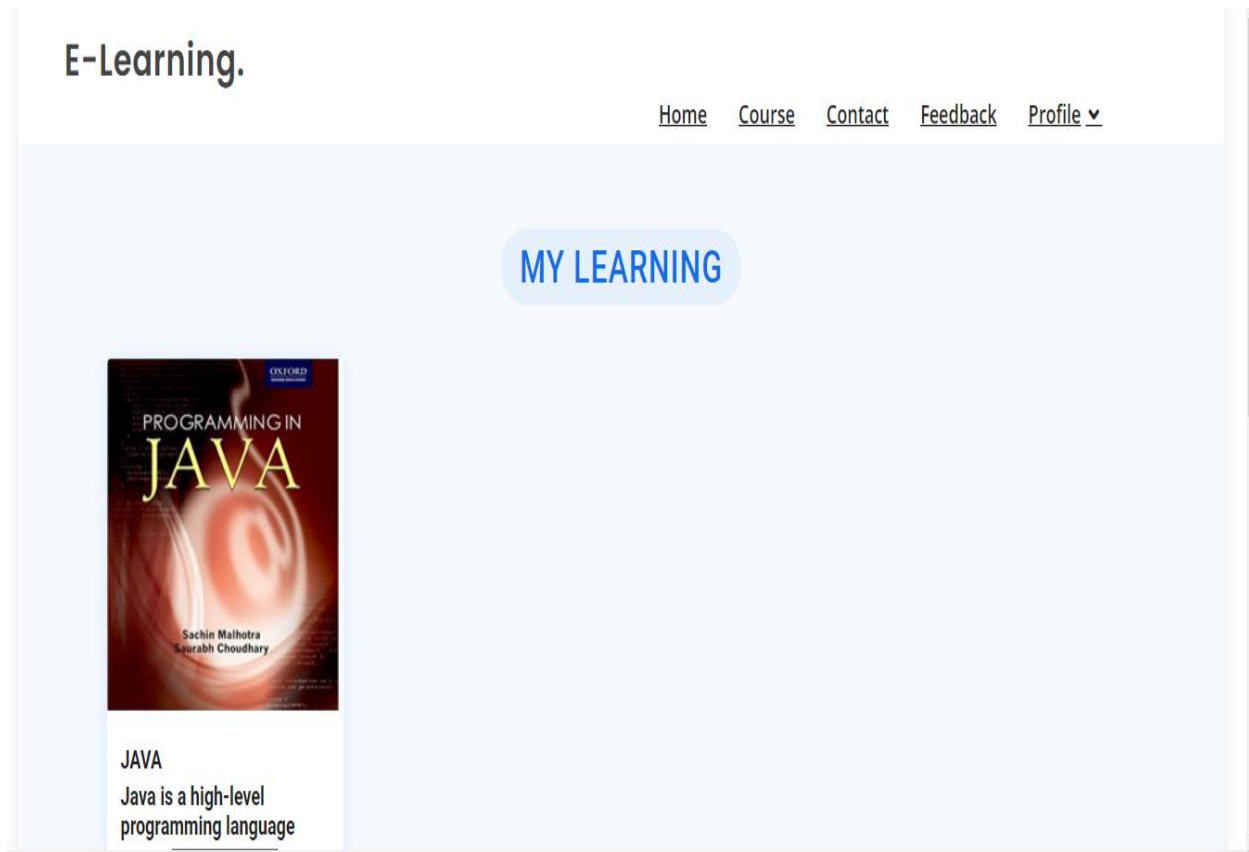 E-Learning.
Home Course Contact Feedback Profile
MY LEARNING
OXFORD
PROGRAMMING IN
JAVA
Sachin Malhotra
Saurabh Choudhary
JAVA
Java is a high-level
programming language